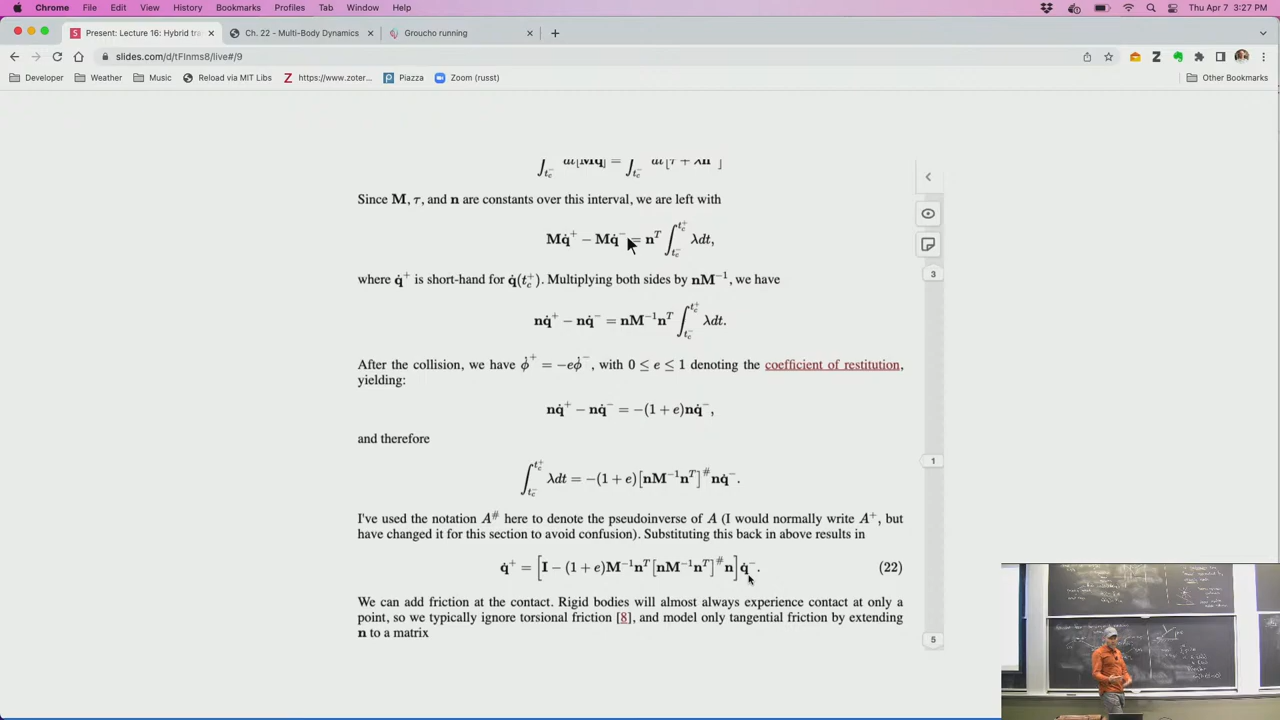 Chrome File Edit View History Bookmarks Profiles Tab Window Help Thu Apr 7 3:27 PM
Present: Lecture 16: Hybrid tra Ch. 22 - Multi-Body Dynamics Groucho running
slides.com/d/tFInms8/live#/9
Developer Weather Music Reload via MIT Libs https://www.zoter... Piazza Zoom (russt) Other Bookmarks
Since M, τ, and n are constants over this interval, we are left with
Mq̇⁺ − Mq̇⁻ = nᵀ ∫_{t_c⁻}^{t_c⁺} λdt,
where q̇⁺ is short-hand for q̇(t_c⁺). Multiplying both sides by nM⁻¹, we have
nq̇⁺ − nq̇⁻ = nM⁻¹nᵀ ∫_{t_c⁻}^{t_c⁺} λdt.
After the collision, we have ϕ̇⁺ = −eϕ̇⁻, with 0 ≤ e ≤ 1 denoting the coefficient of restitution,
yielding:
nq̇⁺ − nq̇⁻ = −(1 + e)nq̇⁻,
and therefore
∫_{t_c⁻}^{t_c⁺} λdt = −(1 + e)[nM⁻¹nᵀ]^# nq̇⁻.
I've used the notation A^# here to denote the pseudoinverse of A (I would normally write A⁺, but
have changed it for this section to avoid confusion). Substituting this back in above results in
q̇⁺ = [I − (1 + e)M⁻¹nᵀ[nM⁻¹nᵀ]^# n]q̇⁻. (22)
We can add friction at the contact. Rigid bodies will almost always experience contact at only a
point, so we typically ignore torsional friction [8], and model only tangential friction by extending
n to a matrix
3
1
5